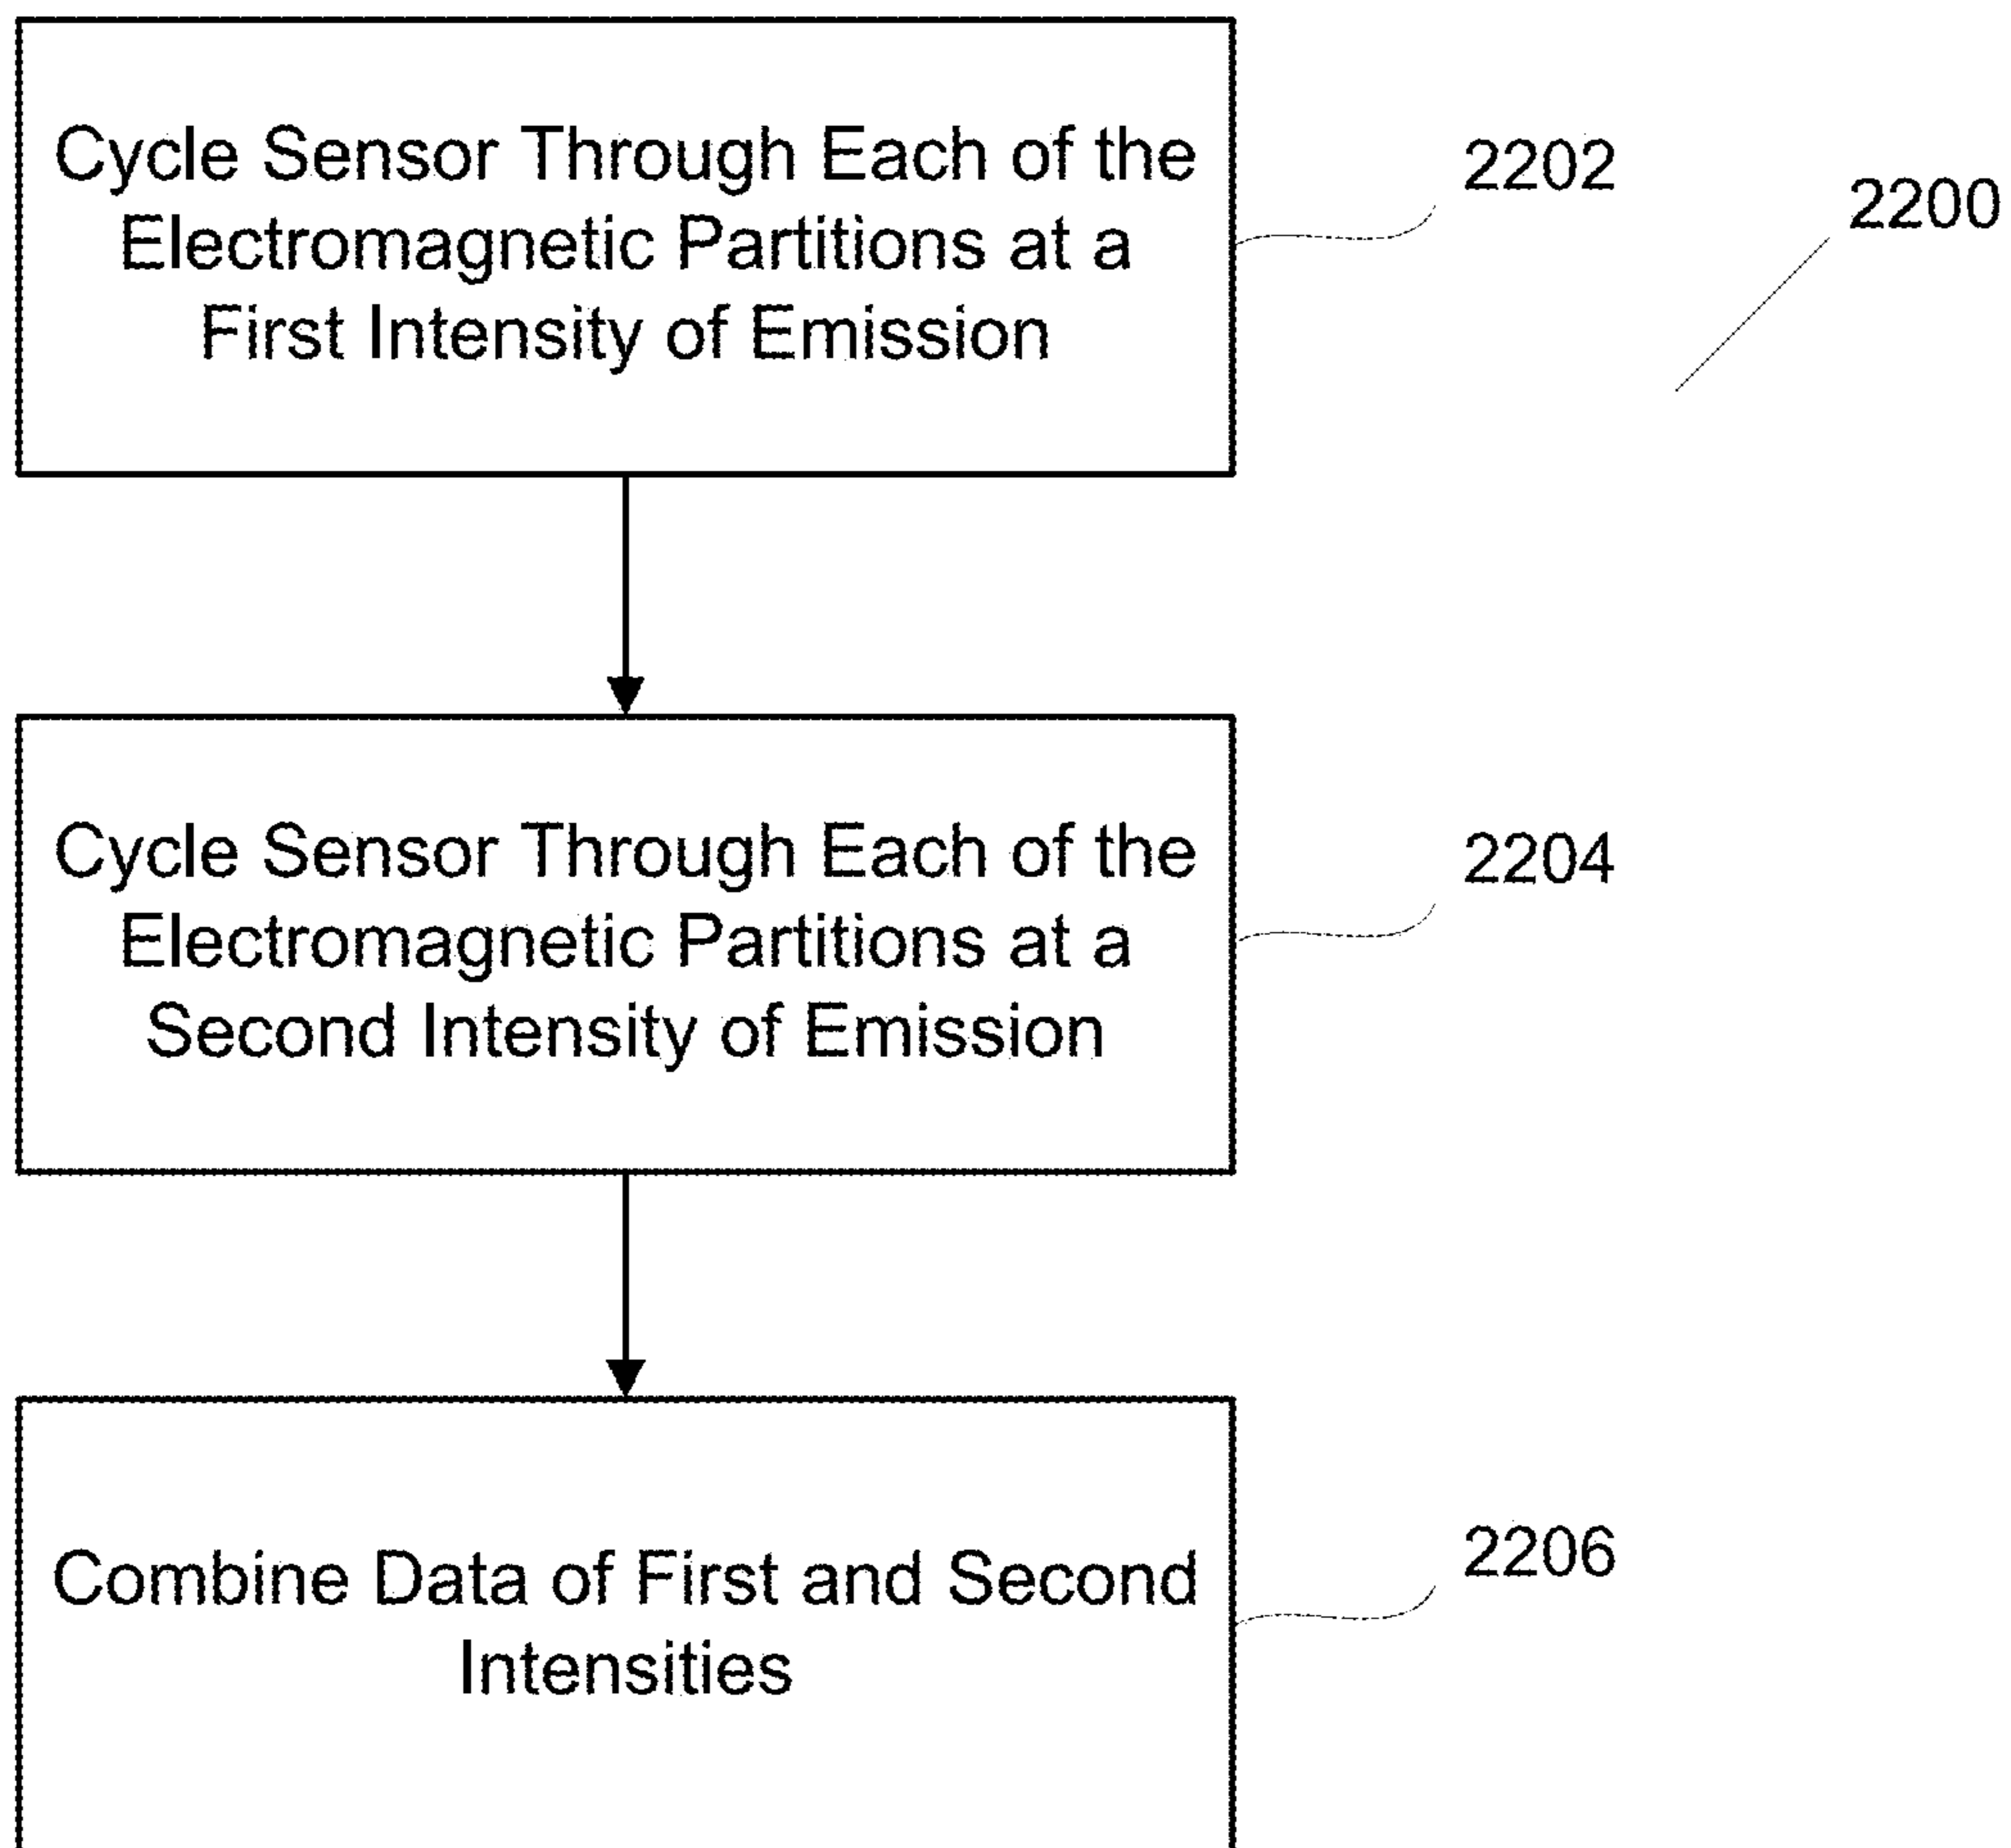 Cycle Sensor Through Each of the
Electromagnetic Partitions at a
First Intensity of Emission
2202
2200
Cycle Sensor Through Each of the
Electromagnetic Partitions at a
Second Intensity of Emission
2204
Combine Data of First and Second
Intensities
2206